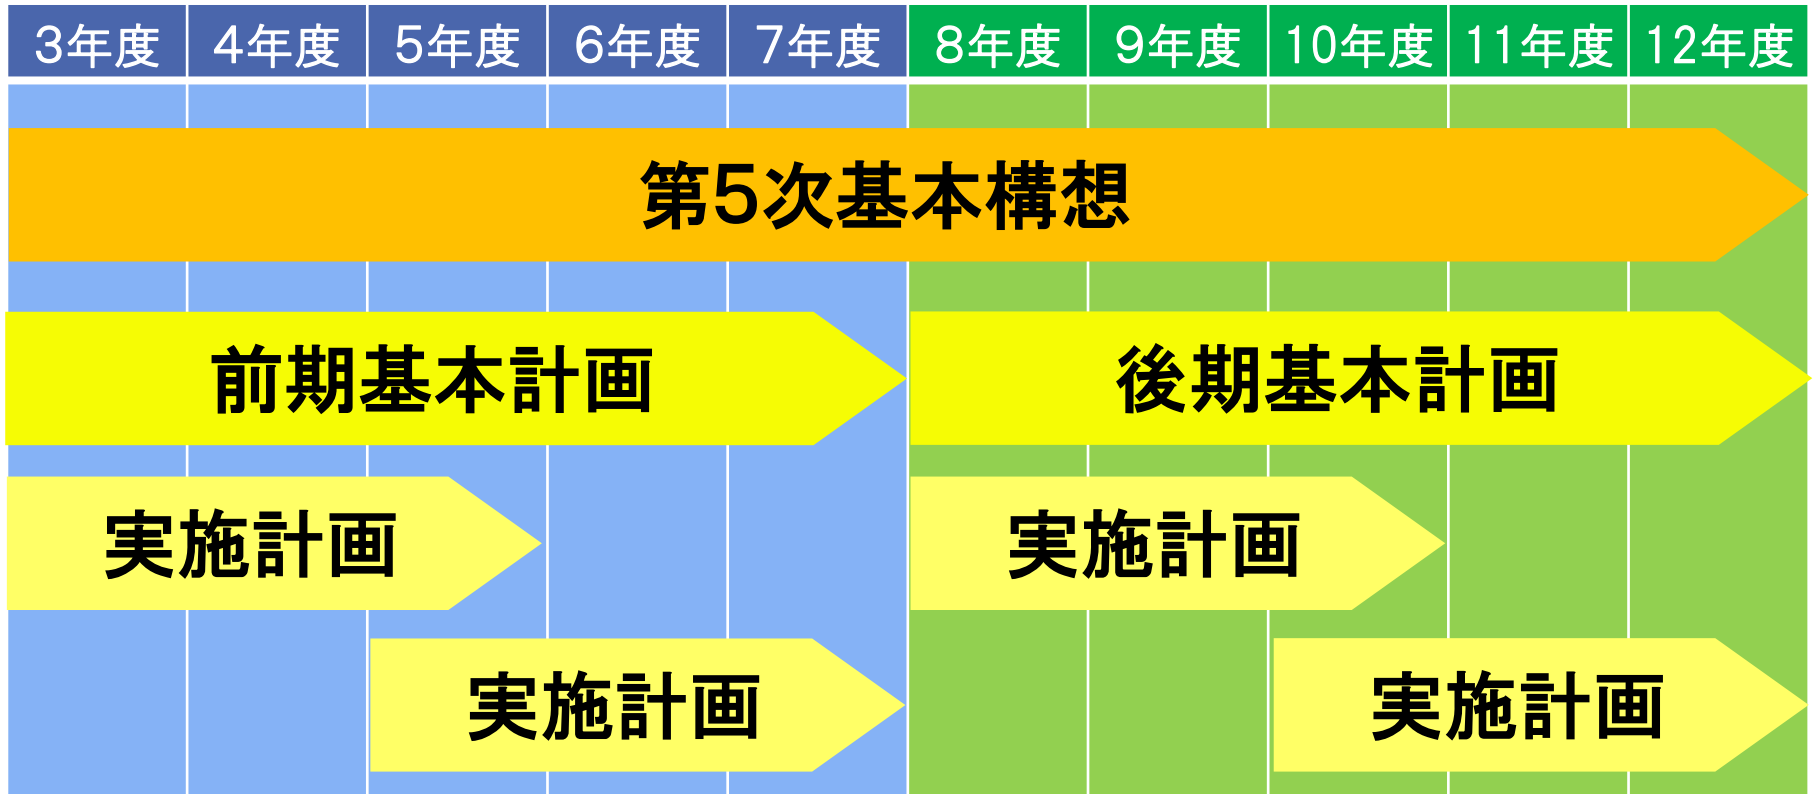 3年度 4年度 5年度 6年度 7年度 8年度 9年度 10年度 11年度 12年度
第5次基本構想
前期基本計画 後期基本計画
実施計画 実施計画
実施計画 実施計画